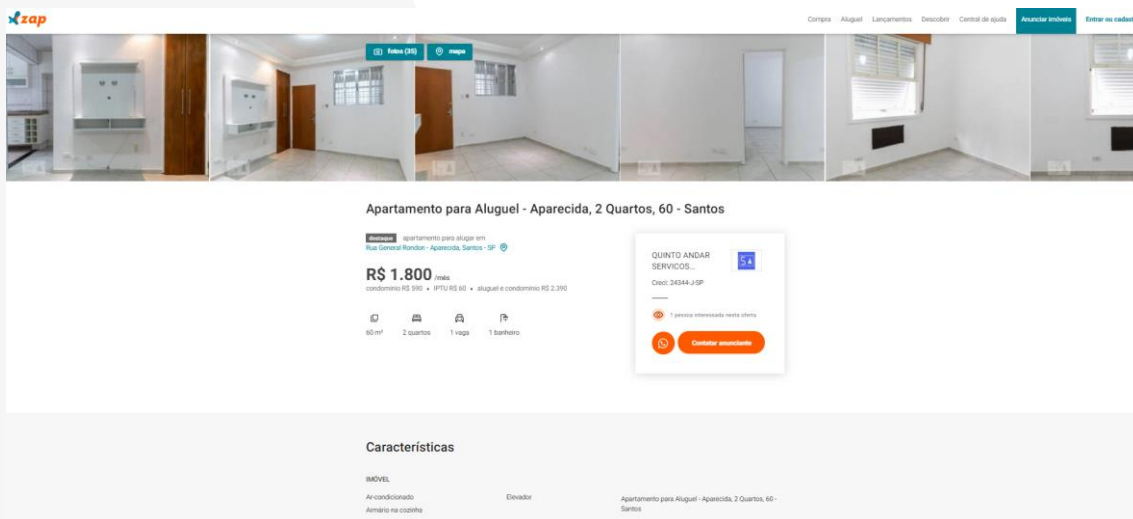 zap
Compra Aluguel Lançamentos Descobrir Central de ajuda Anunciar imóveis Entrar ou cadast
fotos (35) mapa
Apartamento para Aluguel - Aparecida, 2 Quartos, 60 - Santos
destaque apartamento para alugar em
Rua General Rondon - Aparecida, Santos - SP
R$ 1.800 /mês
condomínio R$ 590 • IPTU R$ 60 • aluguel e condomínio R$ 2.390
60 m² 2 quartos 1 vaga 1 banheiro
QUINTO ANDAR
SERVICOS...
5A
Creci: 24344-J-SP
1 pessoa interessada nesta oferta
Contatar anunciante
Características
IMÓVEL
Ar-condicionado Elevador
Armário na cozinha
Apartamento para Aluguel - Aparecida, 2 Quartos, 60 -
Santos